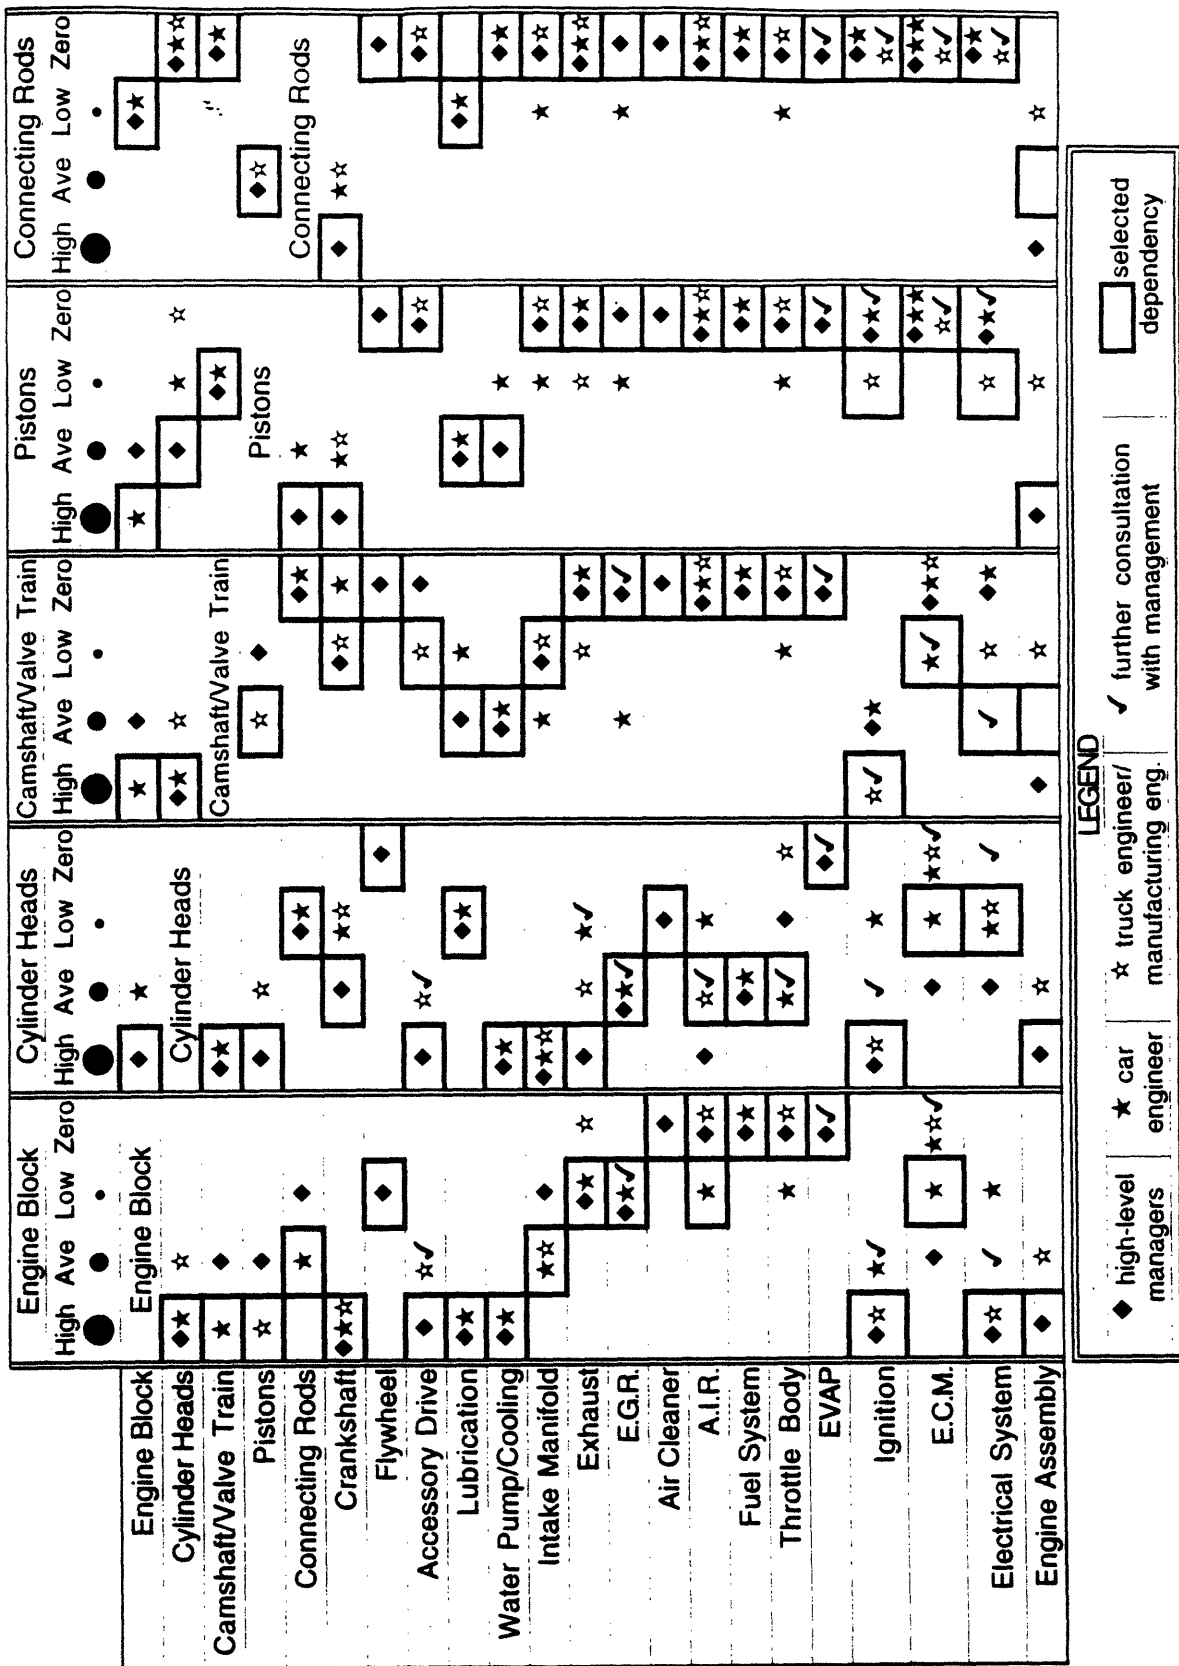 Engine Block
Cylinder Heads
Camshaft/Valve Train
Pistons
Connecting Rods
High Ave Low Zero
High Ave Low Zero
High Ave Low Zero
High Ave Low Zero
High Ave Low Zero
Engine Block
Engine Block
Cylinder Heads
Cylinder Heads
Camshaft/Valve Train
Camshaft/Valve Train
Pistons
Pistons
Connecting Rods
Connecting Rods
Crankshaft
Flywheel
Accessory Drive
Lubrication
Water Pump/Cooling
Intake Manifold
Exhaust
E.G.R.
Air Cleaner
A.I.R.
Fuel System
Throttle Body
EVAP
Ignition
E.C.M.
Electrical System
Engine Assembly
LEGEND
◆ high-level
managers
★ car
engineer
☆ truck engineer/
manufacturing eng.
✓ further consultation
with management
selected
dependency